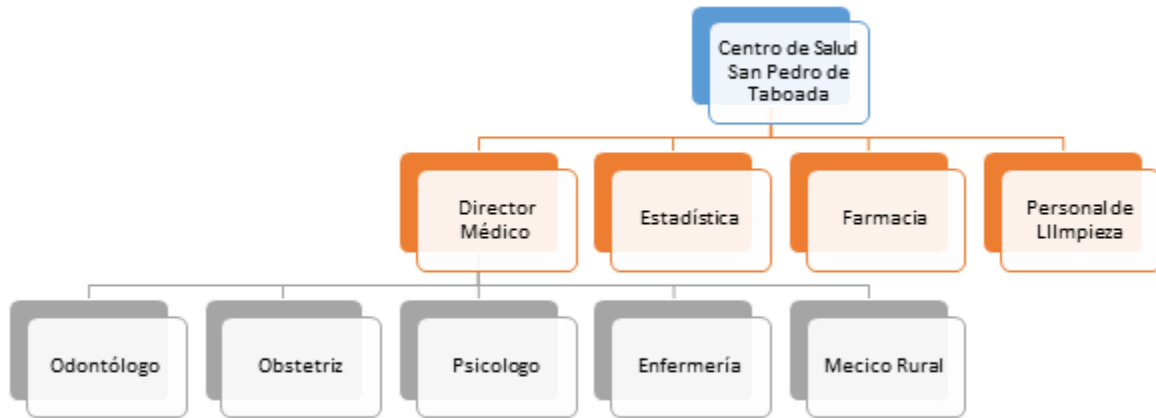 Centro de Salud
San Pedro de
Taboada
Director
Médico
Estadística
Farmacia
Personal de
LIImpieza
Odontólogo
Obstetriz
Psicologo
Enfermería
Mecico Rural